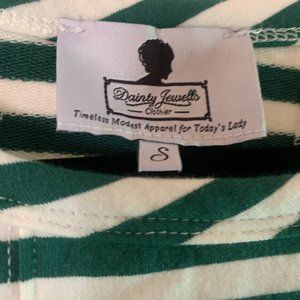 Dainty Jewell's
Clothier
Timeless Modest Apparel for Today's Lady
S